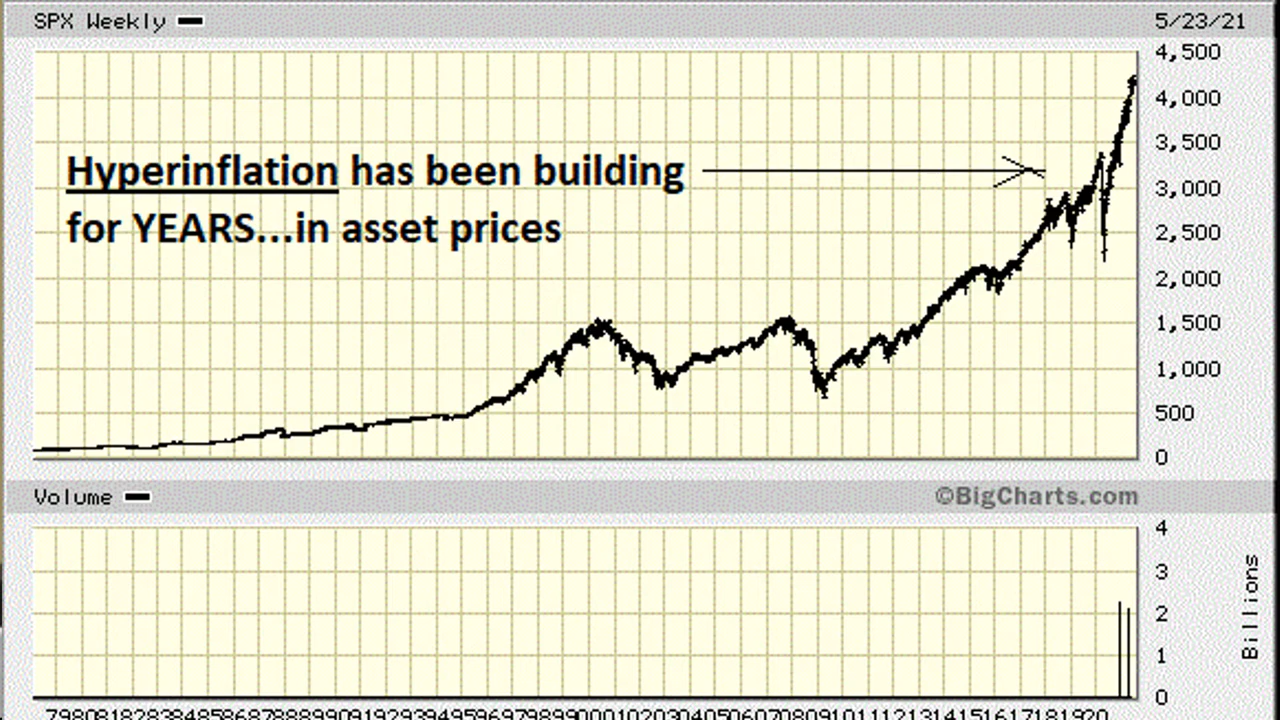 SPX Weekly
5/23/21
4,500
4,000
3,500
3,000
2,500
2,000
1,500
1,000
500
0
Hyperinflation has been building
for YEARS...in asset prices
Volume
©BigCharts.com
4
3
2
1
0
Billions
79808182838485868788899091929394959697989900010203040506070809101112131415161718192​0